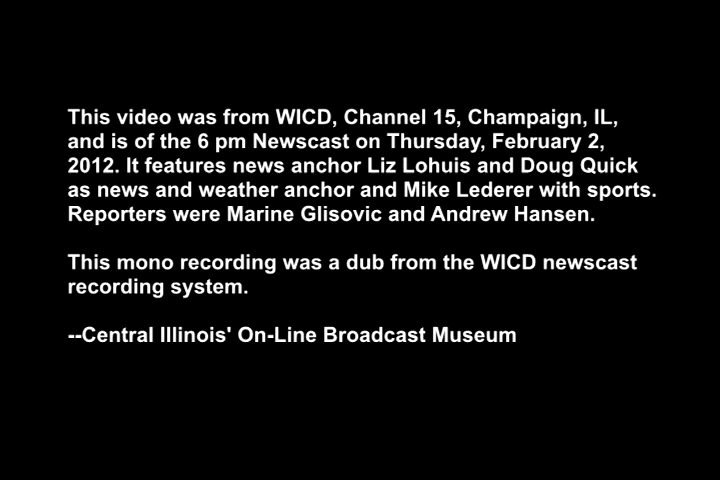 This video was from WICD, Channel 15, Champaign, IL,
and is of the 6 pm Newscast on Thursday, February 2,
2012. It features news anchor Liz Lohuis and Doug Quick
as news and weather anchor and Mike Lederer with sports.
Reporters were Marine Glisovic and Andrew Hansen.
This mono recording was a dub from the WICD newscast
recording system.
--Central Illinois' On-Line Broadcast Museum